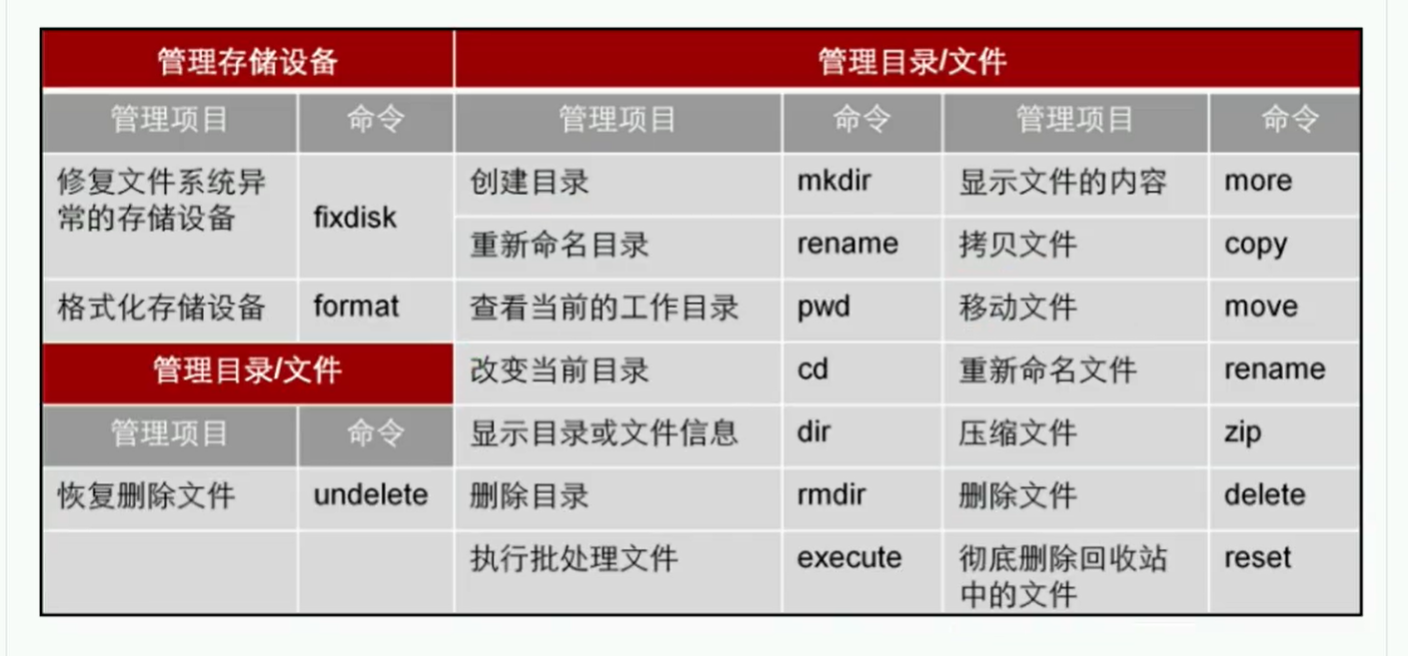 管理存储设备 管理目录/文件
管理项目 命令 管理项目 命令 管理项目 命令
修复文件系统异
常的存储设备
fixdisk
创建目录 mkdir 显示文件的内容 more
重新命名目录 rename 拷贝文件 copy
格式化存储设备 format 查看当前的工作目录 pwd 移动文件 move
管理目录/文件 改变当前目录 cd 重新命名文件 rename
管理项目 命令 显示目录或文件信息 dir 压缩文件 zip
恢复删除文件 undelete 删除目录 rmdir 删除文件 delete
执行批处理文件 execute 彻底删除回收站 reset
中的文件